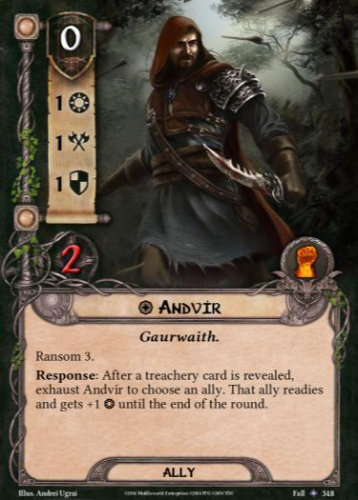 0
1
1
1
2
ANDVÍR
Gaurwaith.
Ransom 3.
Response: After a treachery card is revealed,
exhaust Andvír to choose an ally. That ally readies
and gets +1 until the end of the round.
ALLY
Illus. Andrei Ugrai
Fall 348